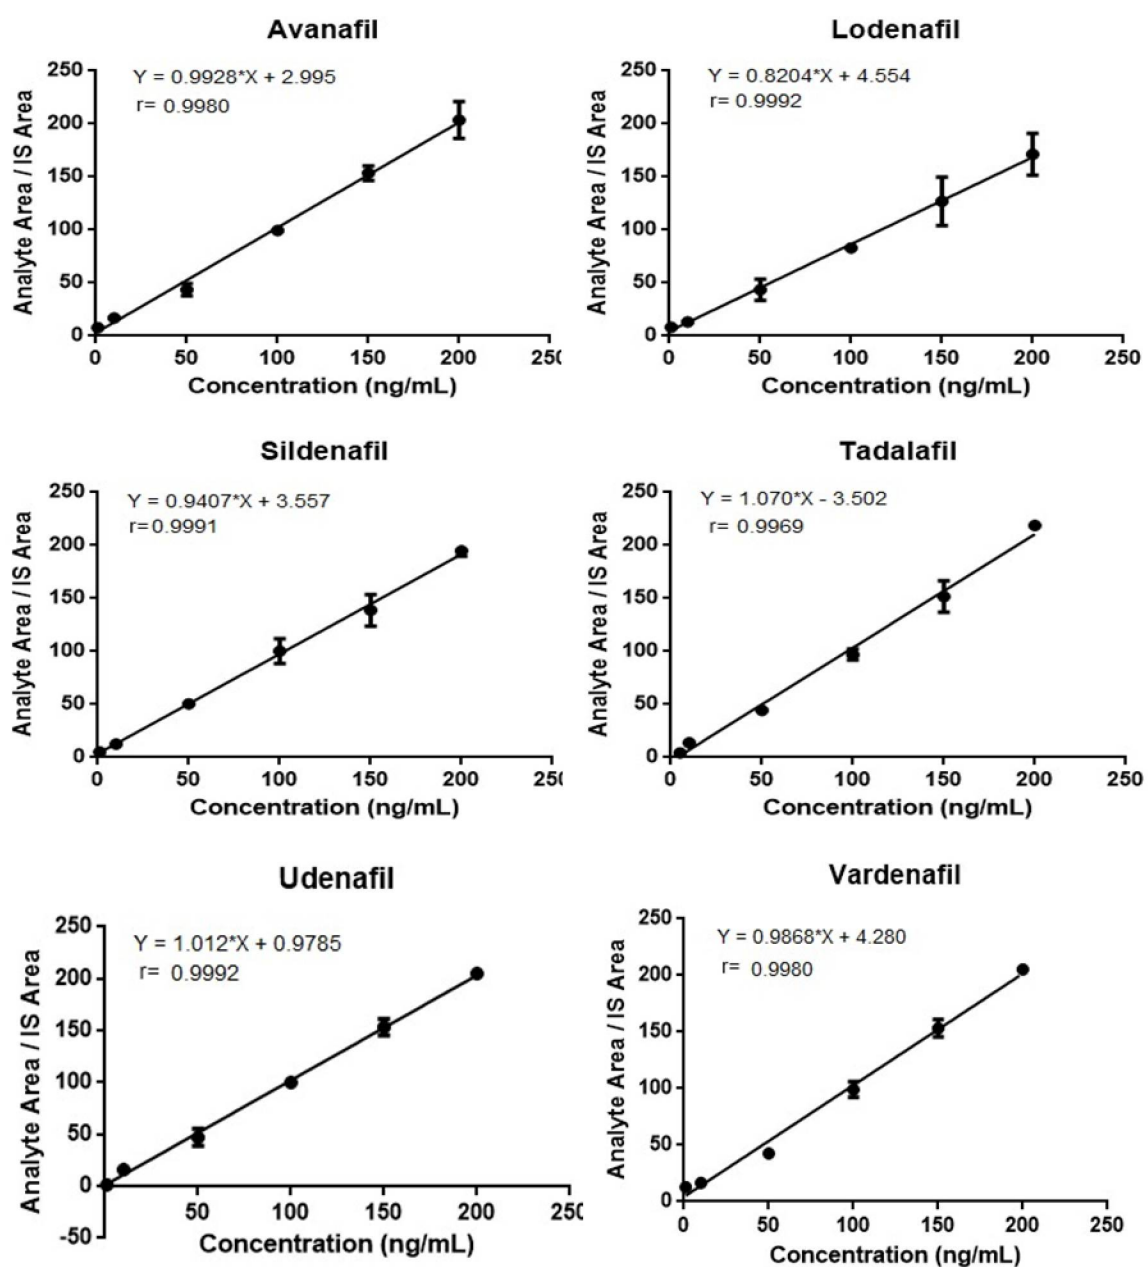 Avanafil
Y = 0.9928*X + 2.995
r= 0.9980
Analyte Area / IS Area
250
200
150
100
50
0
0 50 100 150 200 250
Concentration (ng/mL)
Lodenafil
Y = 0.8204*X + 4.554
r= 0.9992
Analyte Area / IS Area
250
200
150
100
50
0
0 50 100 150 200 250
Concentration (ng/mL)
Sildenafil
Y = 0.9407*X + 3.557
r= 0.9991
Analyte Area / IS Area
250
200
150
100
50
0
0 50 100 150 200 250
Concentration (ng/mL)
Tadalafil
Y = 1.070*X - 3.502
r= 0.9969
Analyte Area / IS Area
250
200
150
100
50
0
0 50 100 150 200 250
Concentration (ng/mL)
Udenafil
Y = 1.012*X + 0.9785
r= 0.9992
Analyte Area / IS Area
250
200
150
100
50
0
-50
50 100 150 200 250
Concentration (ng/mL)
Vardenafil
Y = 0.9868*X + 4.280
r= 0.9980
Analyte Area / IS Area
250
200
150
100
50
0
0 50 100 150 200 250
Concentration (ng/mL)